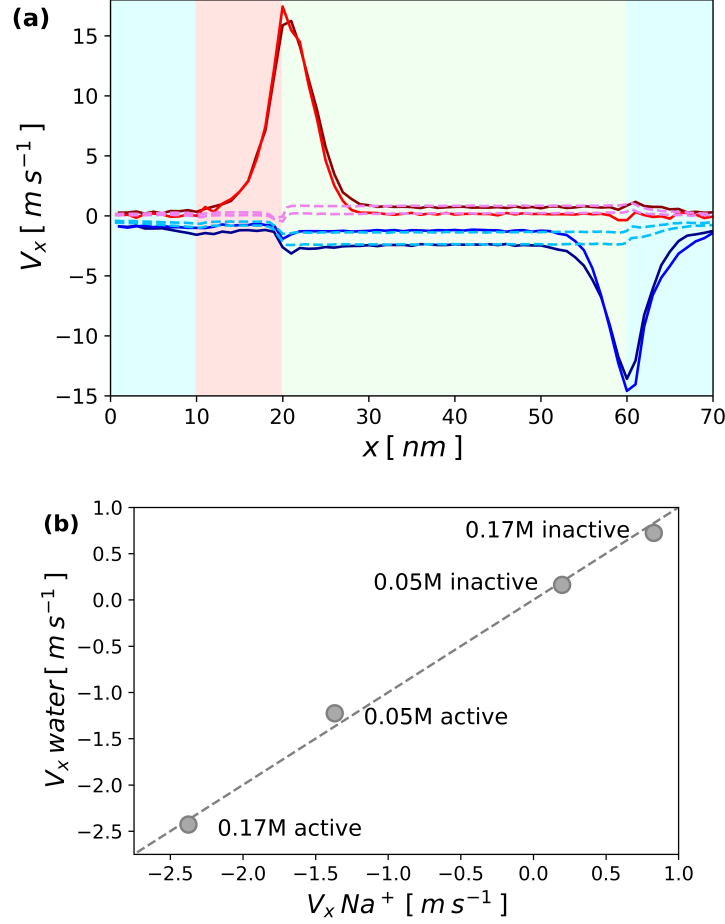 (a)
V_x [ m s^{-1} ]
15
10
5
0
−5
−10
−15
0 10 20 30 40 50 60 70
x [ nm ]
(b)
V_x water [ m s^{-1} ]
1.0
0.5
0.0
−0.5
−1.0
−1.5
−2.0
−2.5
0.17M inactive
0.05M inactive
0.05M active
0.17M active
−2.5 −2.0 −1.5 −1.0 −0.5 0.0 0.5 1.0
V_x Na^+ [ m s^{-1} ]